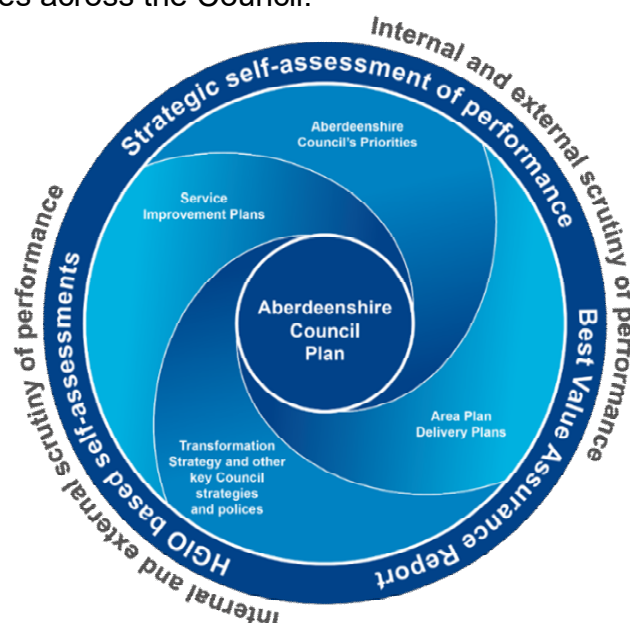 es across the Council.
Internal and external scrutiny of performance
Strategic self-assessment of performance
Aberdeenshire
Council's Priorities
Service
Improvement Plans
Aberdeenshire
Council
Plan
Area Plan
Delivery Plans
Transformation
Strategy and other
key Council
strategies
and polices
Best Value Assurance Report
HGIO based self-assessments
Internal and external scrutiny of performance